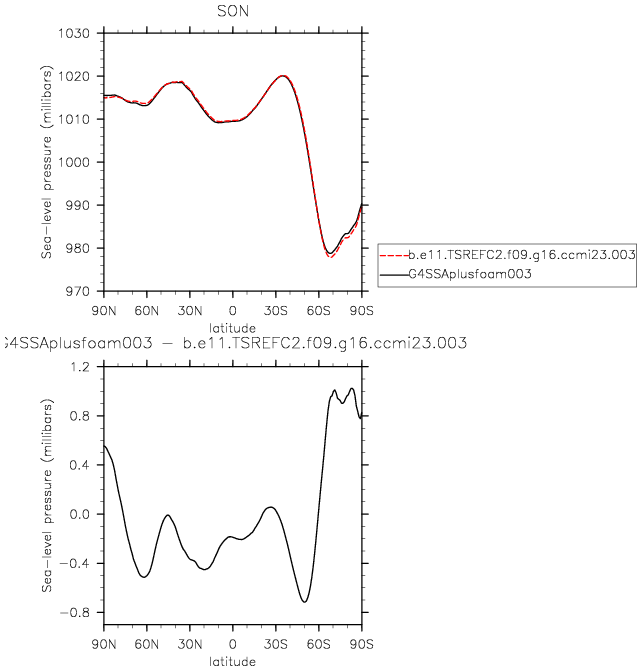 SON
1030
1020
1010
1000
990
980
970
Sea-level pressure (millibars)
90N 60N 30N 0 30S 60S 90S
latitude
b.e11.TSREFC2.f09.g16.ccmi23.003
G4SSAplusfoam003
G4SSAplusfoam003 - b.e11.TSREFC2.f09.g16.ccmi23.003
1.2
0.8
0.4
0.0
-0.4
-0.8
Sea-level pressure (millibars)
90N 60N 30N 0 30S 60S 90S
latitude